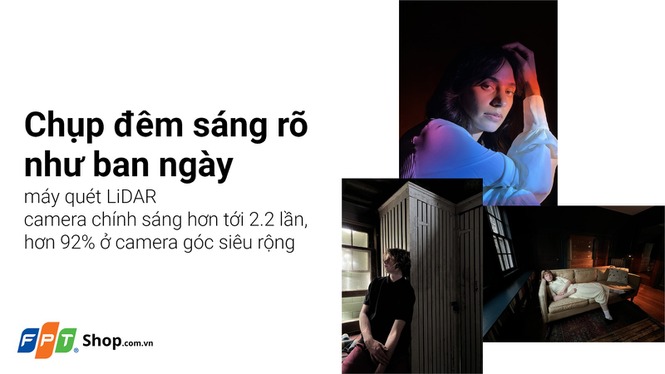 Chụp đêm sáng rõ
như ban ngày
máy quét LiDAR
camera chính sáng hơn tới 2.2 lần,
hơn 92% ở camera góc siêu rộng
FPT® Shop.com.vn